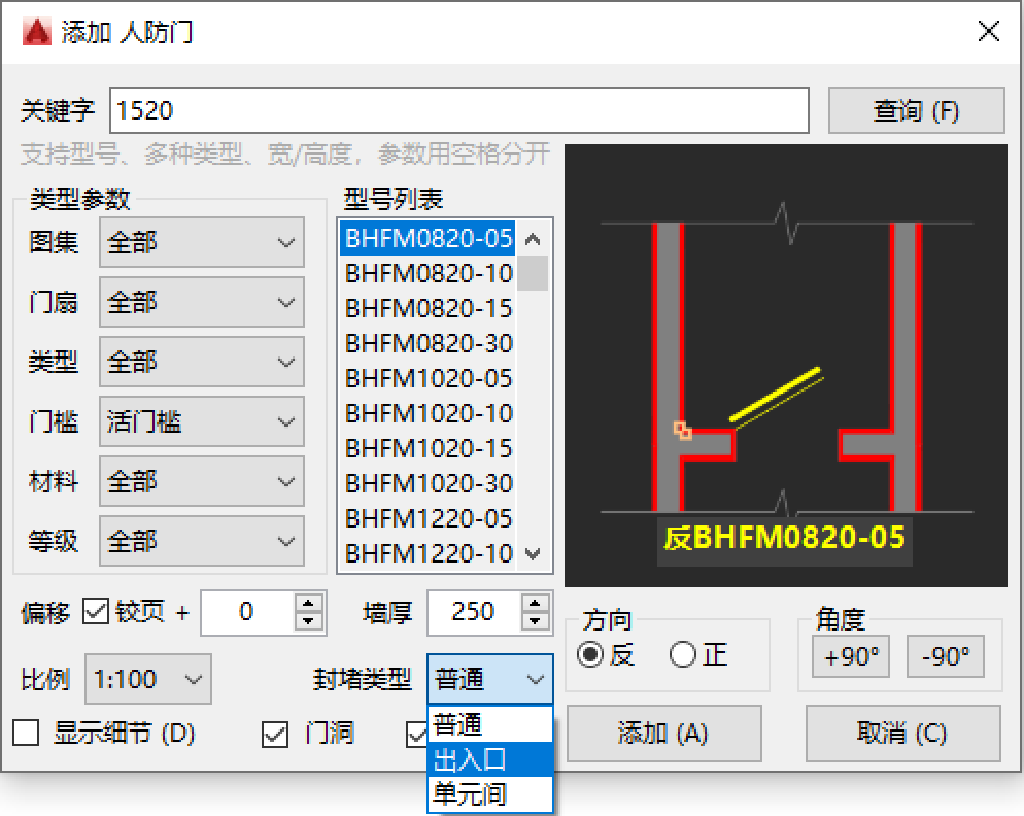 添加 人防门
关键字 1520 查询 (F)
支持型号、多种类型、宽/高度，参数用空格分开
类型参数
图集 全部
门扇 全部
类型 全部
门槛 活门槛
材料 全部
等级 全部
型号列表
BHFM0820-05
BHFM0820-10
BHFM0820-15
BHFM0820-30
BHFM1020-05
BHFM1020-10
BHFM1020-15
BHFM1020-30
BHFM1220-05
BHFM1220-10
反BHFM0820-05
偏移 铰页 + 0 墙厚 250
比例 1:100 封堵类型 普通
普通
出入口
单元间
显示细节 (D) 门洞
方向
反 正
角度
+90° -90°
添加 (A) 取消 (C)